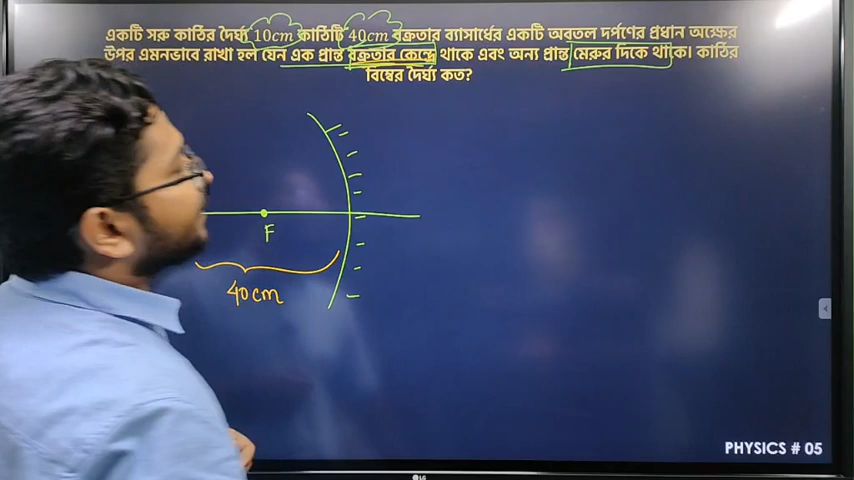 একটি সরু কাঠির দৈর্ঘ্য 10cm কাঠিটি 40cm বক্রতার ব্যাসার্ধের একটি অবতল দর্পণের প্রধান অক্ষের
উপর এমনভাবে রাখা হল যেন এক প্রান্ত বক্রতার কেন্দ্রে থাকে এবং অন্য প্রান্ত মেরুর দিকে থাকে। কাঠির
বিম্বের দৈর্ঘ্য কত?
F
40cm
PHYSICS # 05
LG